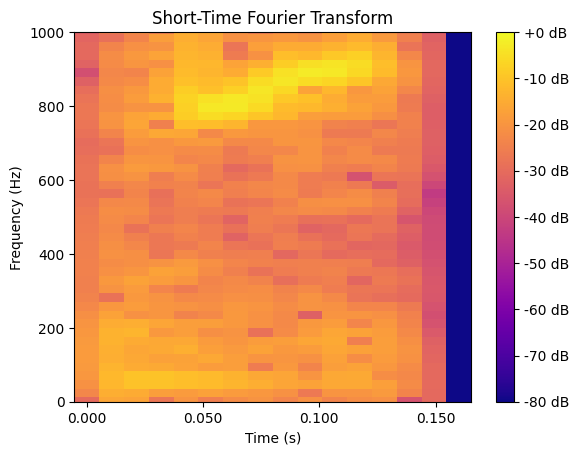 Short-Time Fourier Transform
1000
800
600
400
200
0
Frequency (Hz)
0.000
0.050
0.100
0.150
Time (s)
+0 dB
-10 dB
-20 dB
-30 dB
-40 dB
-50 dB
-60 dB
-70 dB
-80 dB